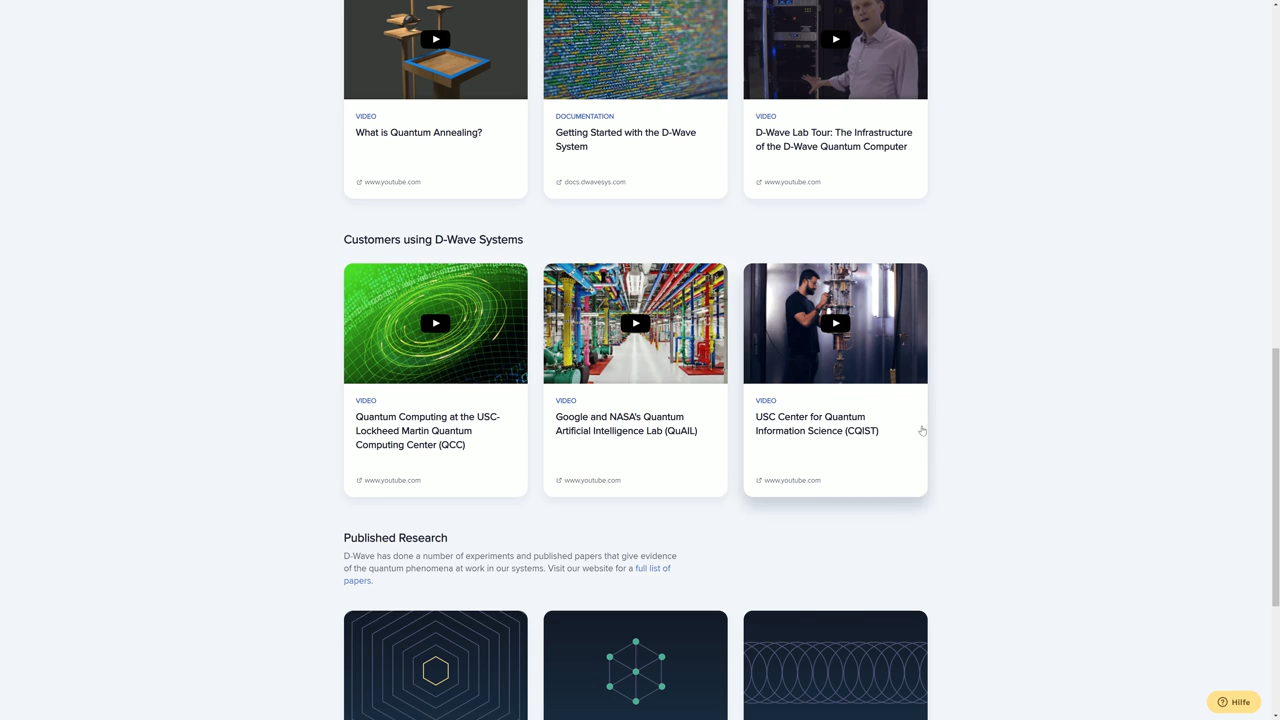 VIDEO
What is Quantum Annealing?
www.youtube.com
DOCUMENTATION
Getting Started with the D-Wave
System
docs.dwavesys.com
VIDEO
D-Wave Lab Tour: The Infrastructure
of the D-Wave Quantum Computer
www.youtube.com
Customers using D-Wave Systems
VIDEO
Quantum Computing at the USC-
Lockheed Martin Quantum
Computing Center (QCC)
www.youtube.com
VIDEO
Google and NASA's Quantum
Artificial Intelligence Lab (QuAIL)
www.youtube.com
VIDEO
USC Center for Quantum
Information Science (CQIST)
www.youtube.com
Published Research
D-Wave has done a number of experiments and published papers that give evidence
of the quantum phenomena at work in our systems. Visit our website for a full list of
papers.
Hilfe